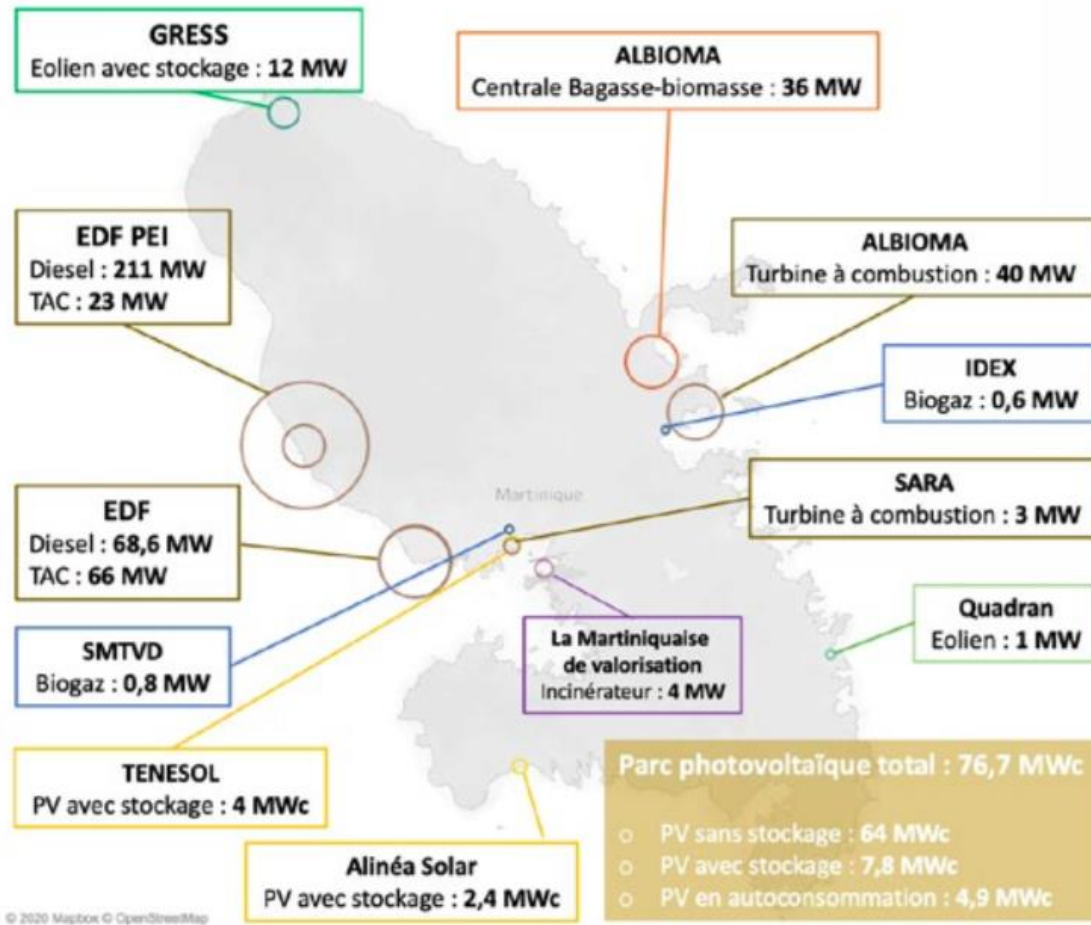 GRESS
Eolien avec stockage : 12 MW
ALBIOMA
Centrale Bagasse-biomasse : 36 MW
EDF PEI
Diesel : 211 MW
TAC : 23 MW
ALBIOMA
Turbine à combustion : 40 MW
IDEX
Biogaz : 0,6 MW
Martinique
SARA
Turbine à combustion : 3 MW
EDF
Diesel : 68,6 MW
TAC : 66 MW
Quadran
Eolien : 1 MW
SMTVD
Biogaz : 0,8 MW
La Martiniquaise
de valorisation
Incinérateur : 4 MW
TENESOL
PV avec stockage : 4 MWc
Parc photovoltaïque total : 76,7 MWc
PV sans stockage : 64 MWc
PV avec stockage : 7,8 MWc
PV en autoconsommation : 4,9 MWc
Alinéa Solar
PV avec stockage : 2,4 MWc
© 2020 Mapbox © OpenStreetMap